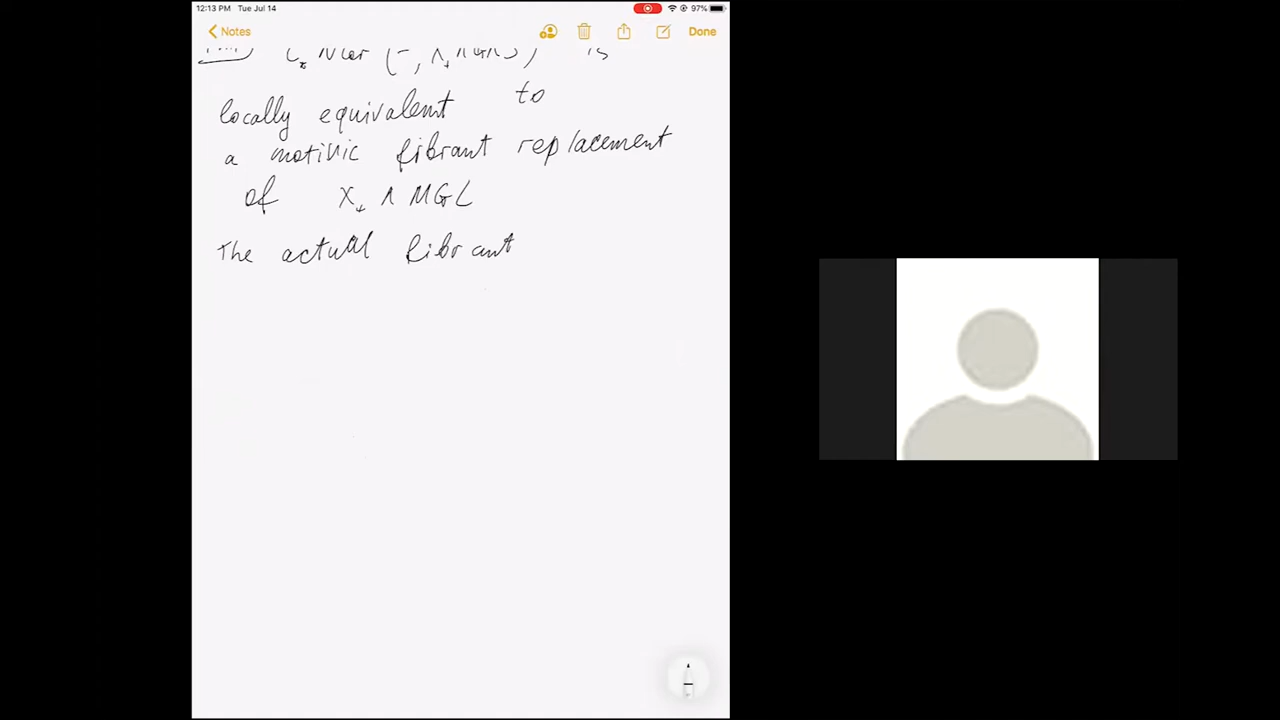 12:13 PM Tue Jul 14
97%
Notes
Done
is
locally equivalent to
a motivic fibrant replacement
of X₊ ∧ MGL
The actual fibrant